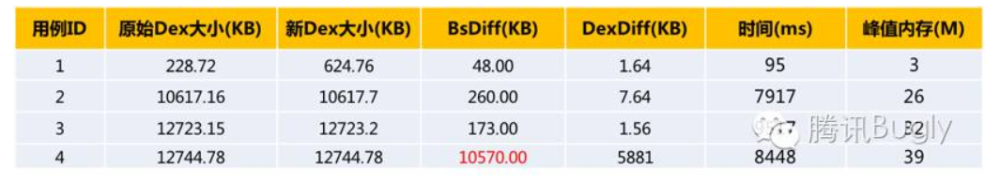 用例ID 原始Dex大小(KB) 新Dex大小(KB) BsDiff(KB) DexDiff(KB) 时间(ms) 峰值内存(M)
1 228.72 624.76 48.00 1.64 95 3
2 10617.16 10617.7 260.00 7.64 7917 26
3 12723.15 12723.2 173.00 1.56 32
腾讯Bugly
4 12744.78 12744.78 10570.00 5881 8448 39